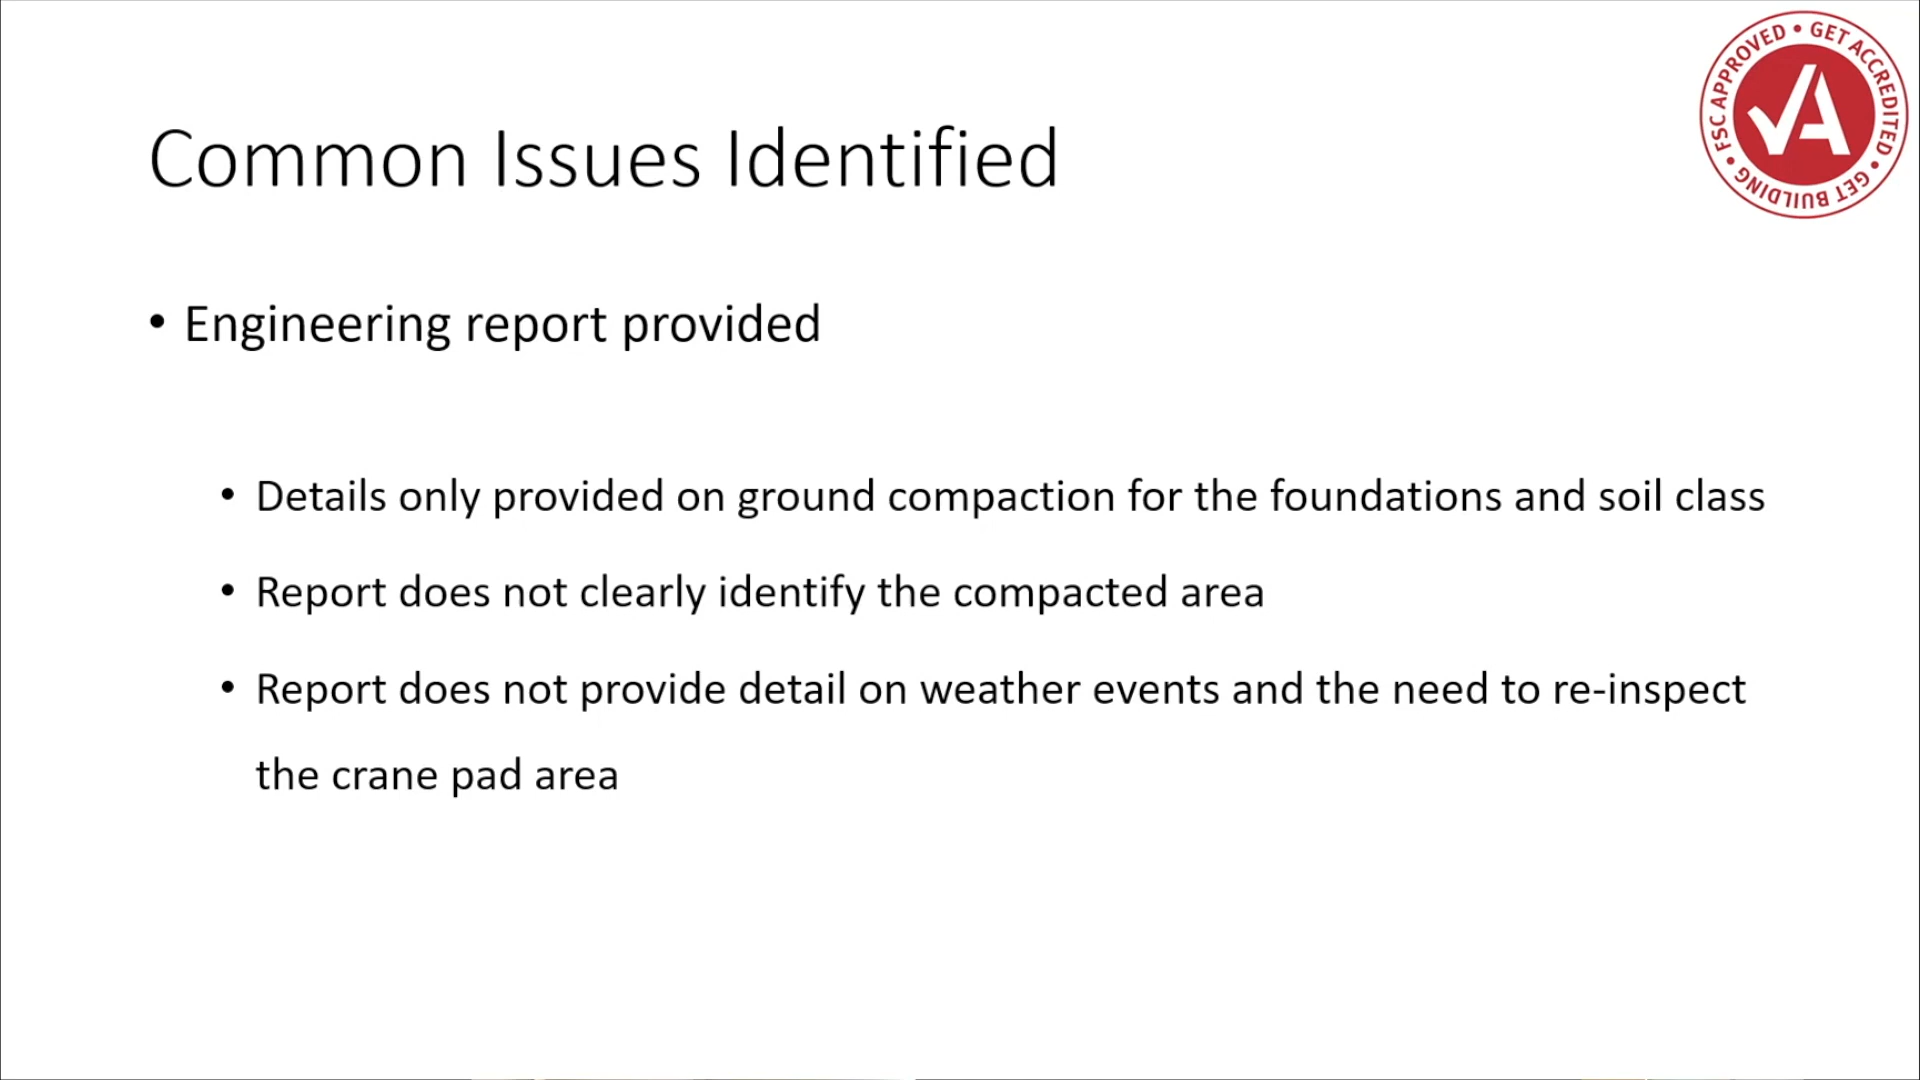 FSC APPROVED • GET ACCREDITED • GET BUILDING •
Common Issues Identified
• Engineering report provided
• Details only provided on ground compaction for the foundations and soil class
• Report does not clearly identify the compacted area
• Report does not provide detail on weather events and the need to re-inspect
the crane pad area